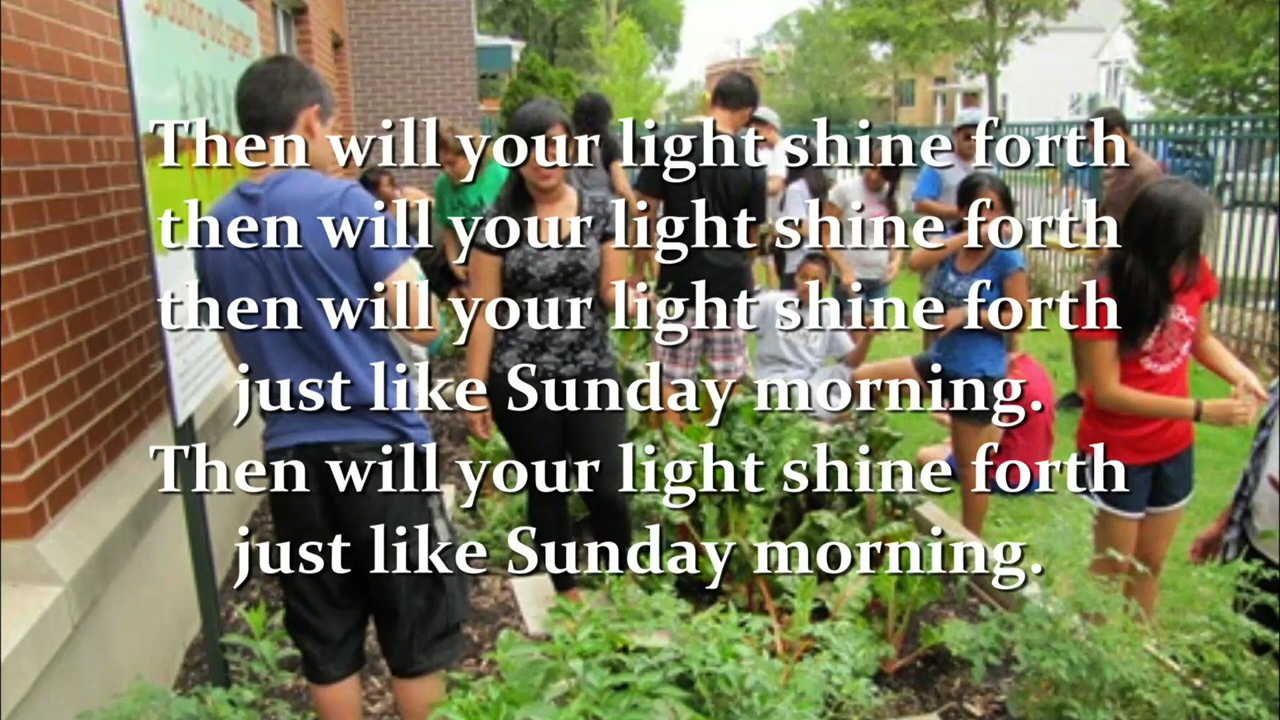 Then will your light shine forth
then will your light shine forth
then will your light shine forth
just like Sunday morning.
Then will your light shine forth
just like Sunday morning.